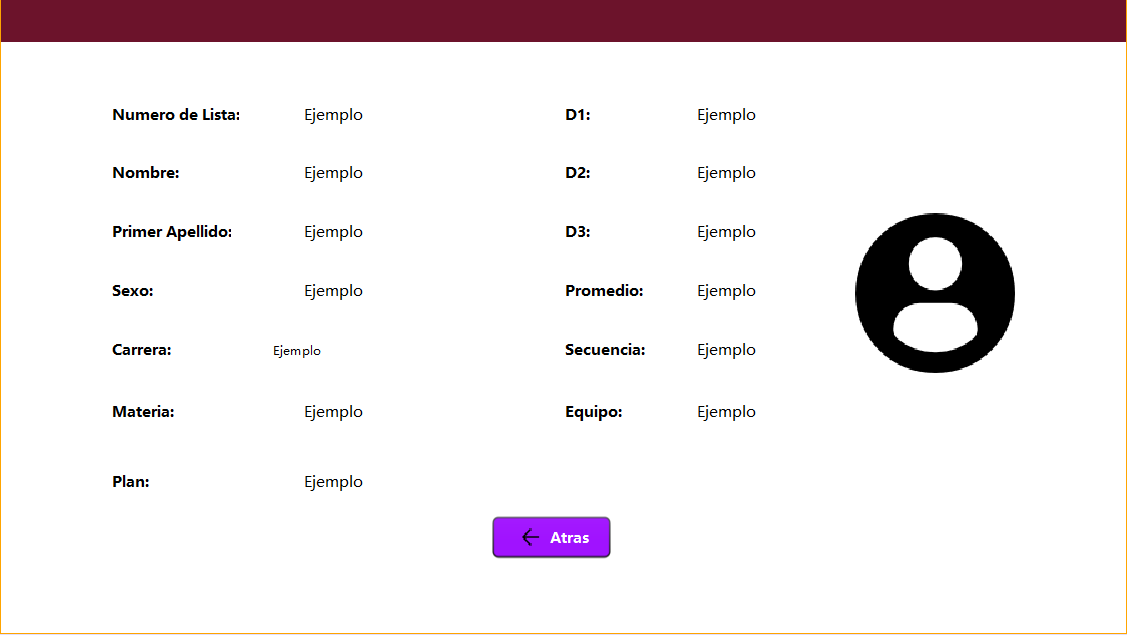 Numero de Lista: Ejemplo D1: Ejemplo
Nombre: Ejemplo D2: Ejemplo
Primer Apellido: Ejemplo D3: Ejemplo
Sexo: Ejemplo Promedio: Ejemplo
Carrera: Ejemplo Secuencia: Ejemplo
Materia: Ejemplo Equipo: Ejemplo
Plan: Ejemplo
Atras